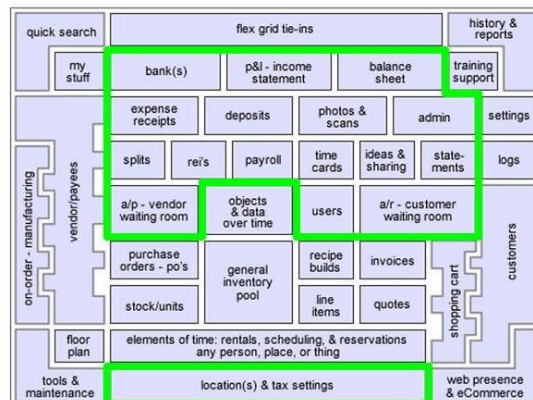 quick search
flex grid tie-ins
history &
reports
my
stuff
bank(s)
p&l - income
statement
balance
sheet
training
support
expense
receipts
deposits
photos &
scans
admin
settings
splits
rei's
payroll
time
cards
ideas &
sharing
state-
ments
logs
on-order - manufacturing
vendor/payees
a/p - vendor
waiting room
objects
& data
over time
users
a/r - customer
waiting room
purchase
orders - po's
general
inventory
pool
recipe
builds
invoices
shopping cart
customers
stock/units
line
items
quotes
floor
plan
elements of time: rentals, scheduling, & reservations
any person, place, or thing
tools &
maintenance
location(s) & tax settings
web presence
& eCommerce